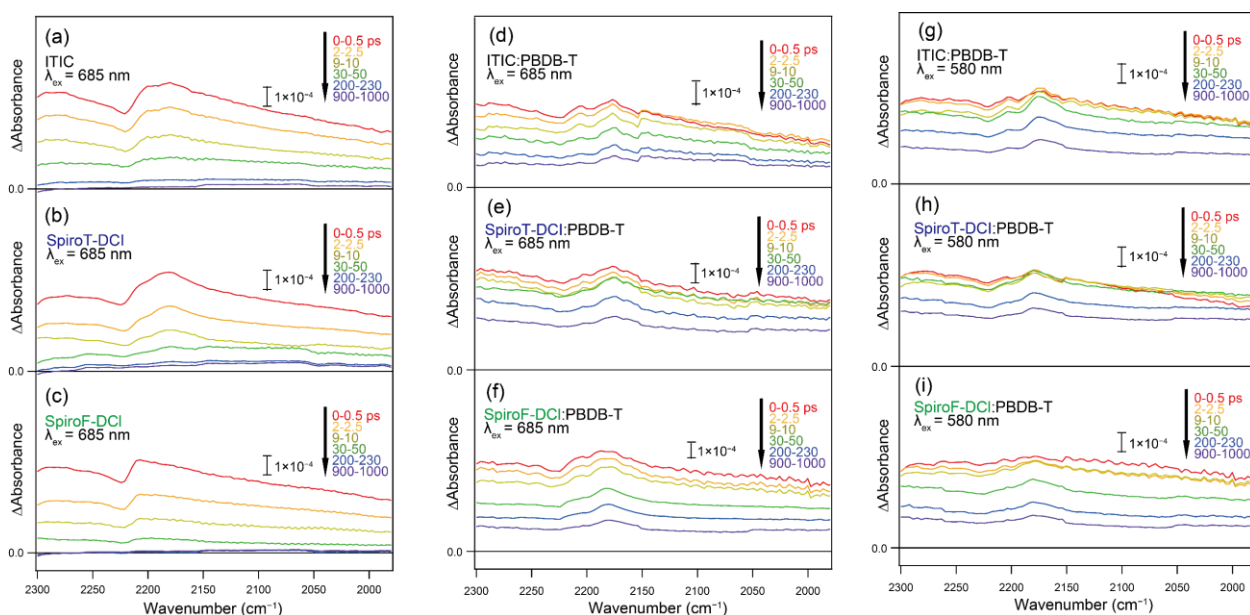 (a)
ITIC
λex = 685 nm
0-0.5 ps
2-2.5
9-10
30-50
200-230
900-1000
1×10⁻⁴
0.0
(b)
SpiroT-DCI
λex = 685 nm
0-0.5 ps
2-2.5
9-10
30-50
200-230
900-1000
1×10⁻⁴
0.0
(c)
SpiroF-DCI
λex = 685 nm
0-0.5 ps
2-2.5
9-10
30-50
200-230
900-1000
1×10⁻⁴
0.0
ΔAbsorbance
ΔAbsorbance
ΔAbsorbance
2300 2250 2200 2150 2100 2050 2000
Wavenumber (cm⁻¹)
(d)
ITIC:PBDB-T
λex = 685 nm
0-0.5 ps
2-2.5
9-10
30-50
200-230
900-1000
1×10⁻⁴
0.0
(e)
SpiroT-DCI:PBDB-T
λex = 685 nm
0-0.5 ps
2-2.5
9-10
30-50
200-230
900-1000
1×10⁻⁴
0.0
(f)
SpiroF-DCI:PBDB-T
λex = 685 nm
0-0.5 ps
2-2.5
9-10
30-50
200-230
900-1000
1×10⁻⁴
0.0
ΔAbsorbance
ΔAbsorbance
ΔAbsorbance
2300 2250 2200 2150 2100 2050 2000
Wavenumber (cm⁻¹)
(g)
ITIC:PBDB-T
λex = 580 nm
0-0.5 ps
2-2.5
9-10
30-50
200-230
900-1000
1×10⁻⁴
0.0
(h)
SpiroT-DCI:PBDB-T
λex = 580 nm
0-0.5 ps
2-2.5
9-10
30-50
200-230
900-1000
1×10⁻⁴
0.0
(i)
SpiroF-DCI:PBDB-T
λex = 580 nm
0-0.5 ps
2-2.5
9-10
30-50
200-230
900-1000
1×10⁻⁴
0.0
ΔAbsorbance
ΔAbsorbance
ΔAbsorbance
2300 2250 2200 2150 2100 2050 2000
Wavenumber (cm⁻¹)